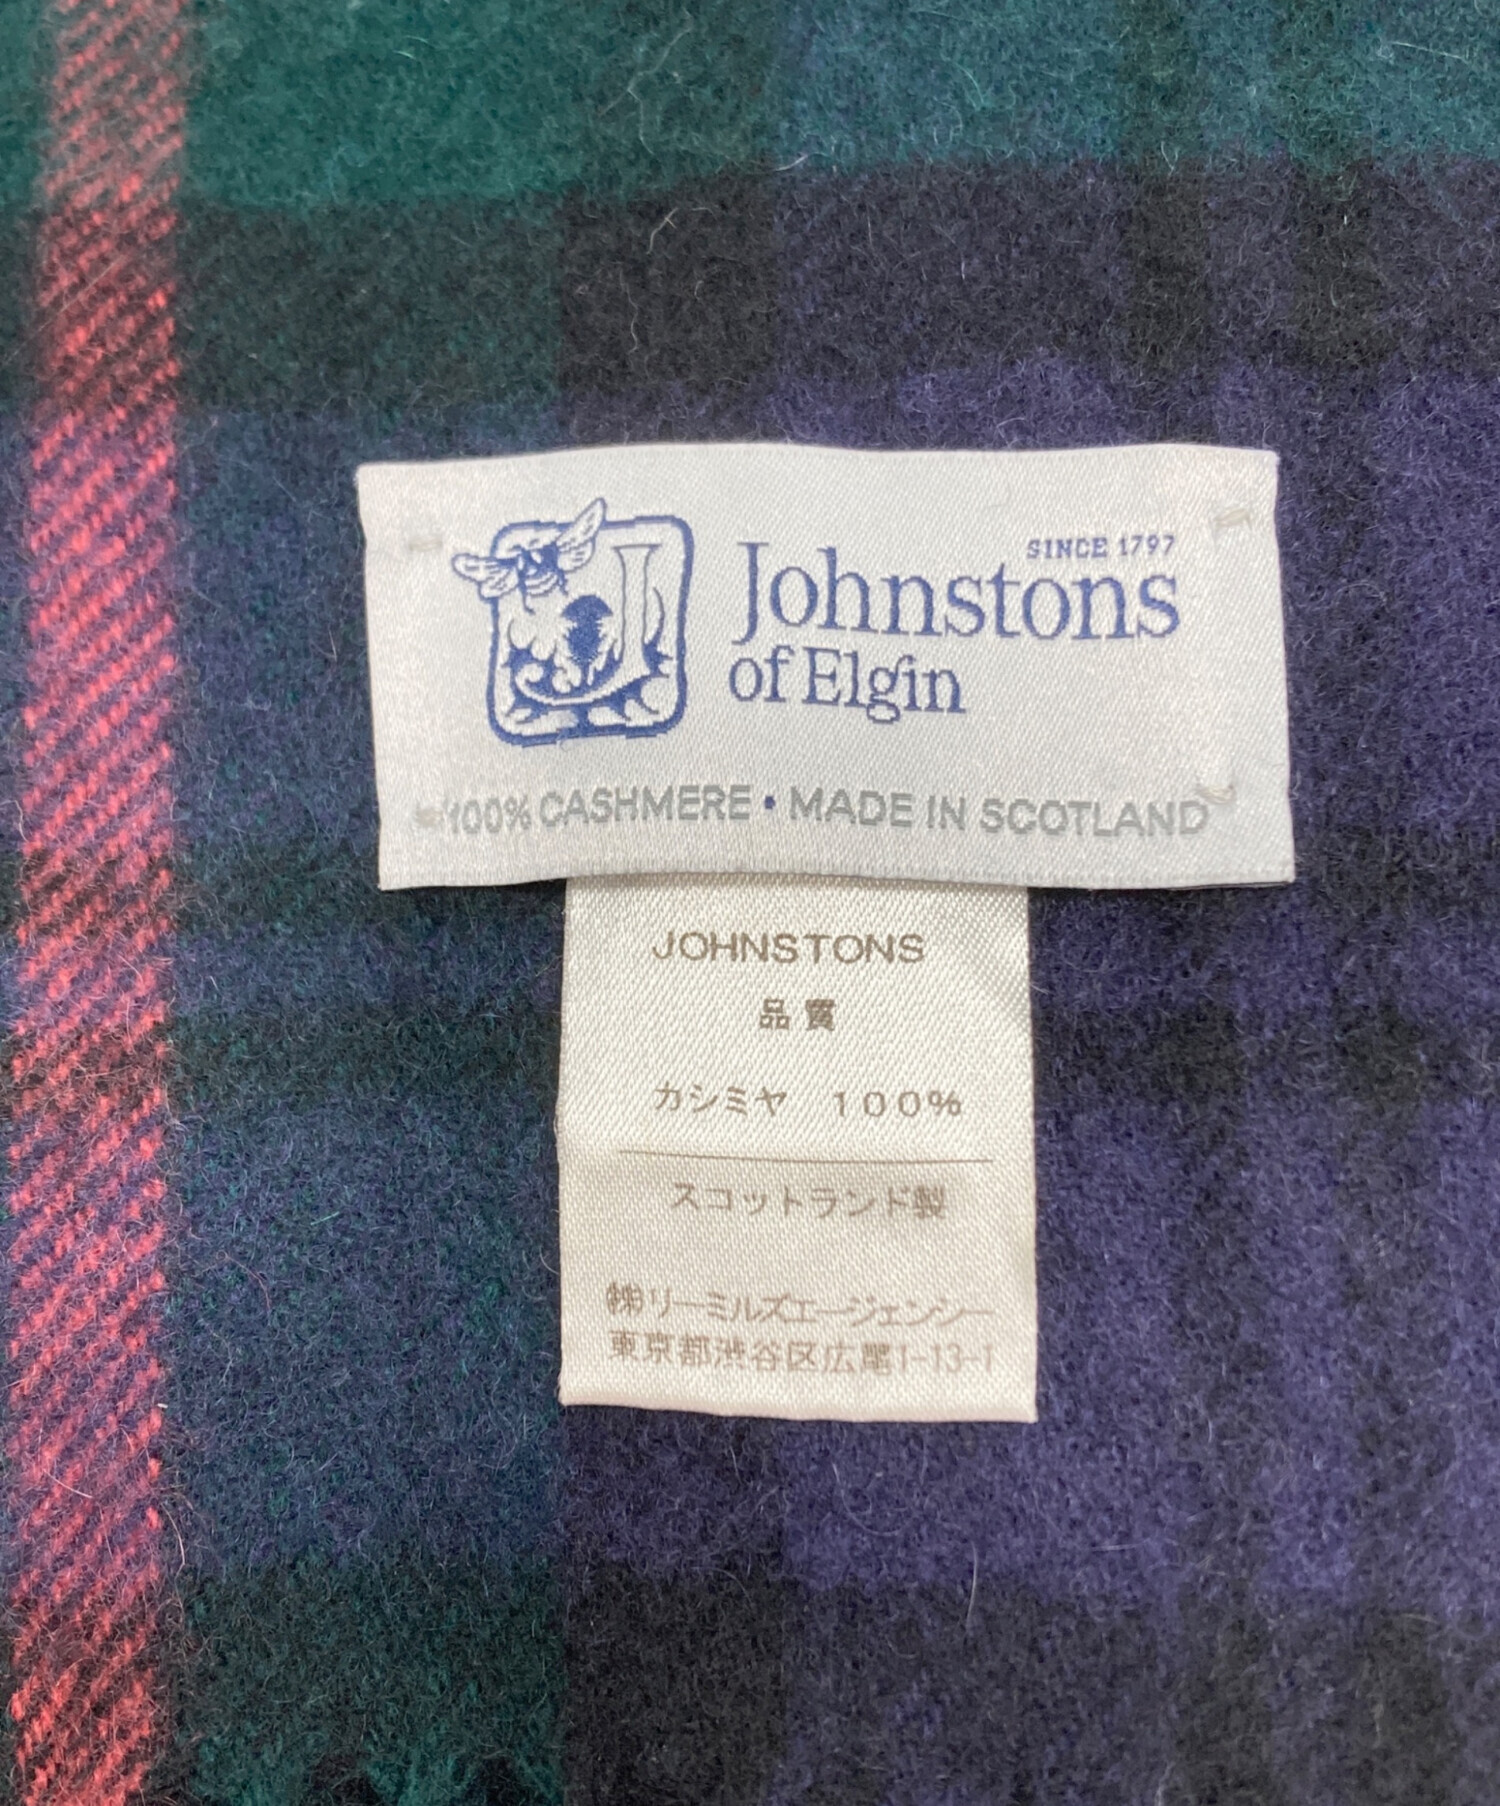 SINCE 1797
Johnstons
of Elgin
100% CASHMERE • MADE IN SCOTLAND
JOHNSTONS
品質
カシミヤ 100%
スコットランド製
㈱リーミルズエージェンシー
東京都渋谷区広尾1-13-1